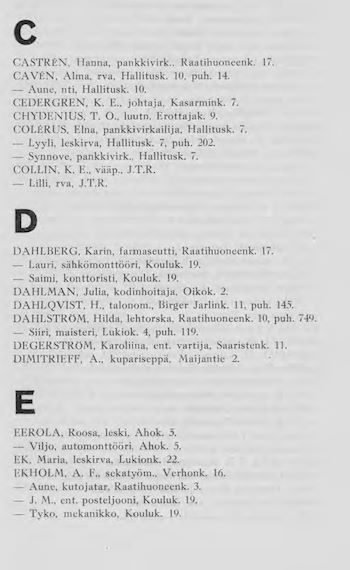 C
CASTRÉN, Hanna, pankkivirk., Raatihuoneenk. 17.
CAVÉN, Alma, rva, Hallitusk. 10, puh. 14.
— Aune, nti, Hallitusk. 10.
CEDERGREN, K. E., johtaja, Kasarmink. 7.
CHYDENIUS, T. O., luutn. Erottajak. 9.
COLÉRUS, Elna, pankkivirkailija, Hallitusk. 7.
— Lyyli, leskirva, Hallitusk. 7, puh. 202.
— Synnove, pankkivirk., Hallitusk. 7.
COLLIN, K. E., vääp., J.T.R.
— Lilli, rva, J.T.R.
D
DAHLBERG, Karin, farmaseutti, Raatihuoneenk. 17.
— Lauri, sähkömonttööri, Kouluk. 19.
— Saimi, konttoristi, Kouluk. 19.
DAHLMAN, Julia, kodinhoitaja, Oikok. 2.
DAHLQVIST, H., talonom., Birger Jarlink. 11, puh. 145.
DAHLSTRÖM, Hilda, lehtorska, Raatihuoneenk. 10, puh. 749.
— Siiri, maisteri, Lukiok. 4, puh. 119.
DEGERSTRÖM, Karoliina, ent. vartija, Saaristenk. 11.
DIMITRIEFF, A., kupariseppä, Maijantie 2.
E
EEROLA, Roosa, leski, Ahok. 5.
— Viljo, automonttööri, Ahok. 5.
EK, Maria, leskirva, Lukionk. 22.
EKHOLM, A. F., sekatyöm., Verhonk. 16.
— Aune, kutojatar, Raatihuoneenk. 3.
— J. M., ent. posteljooni, Kouluk. 19.
— Tyko, mekanikko, Kouluk. 19.